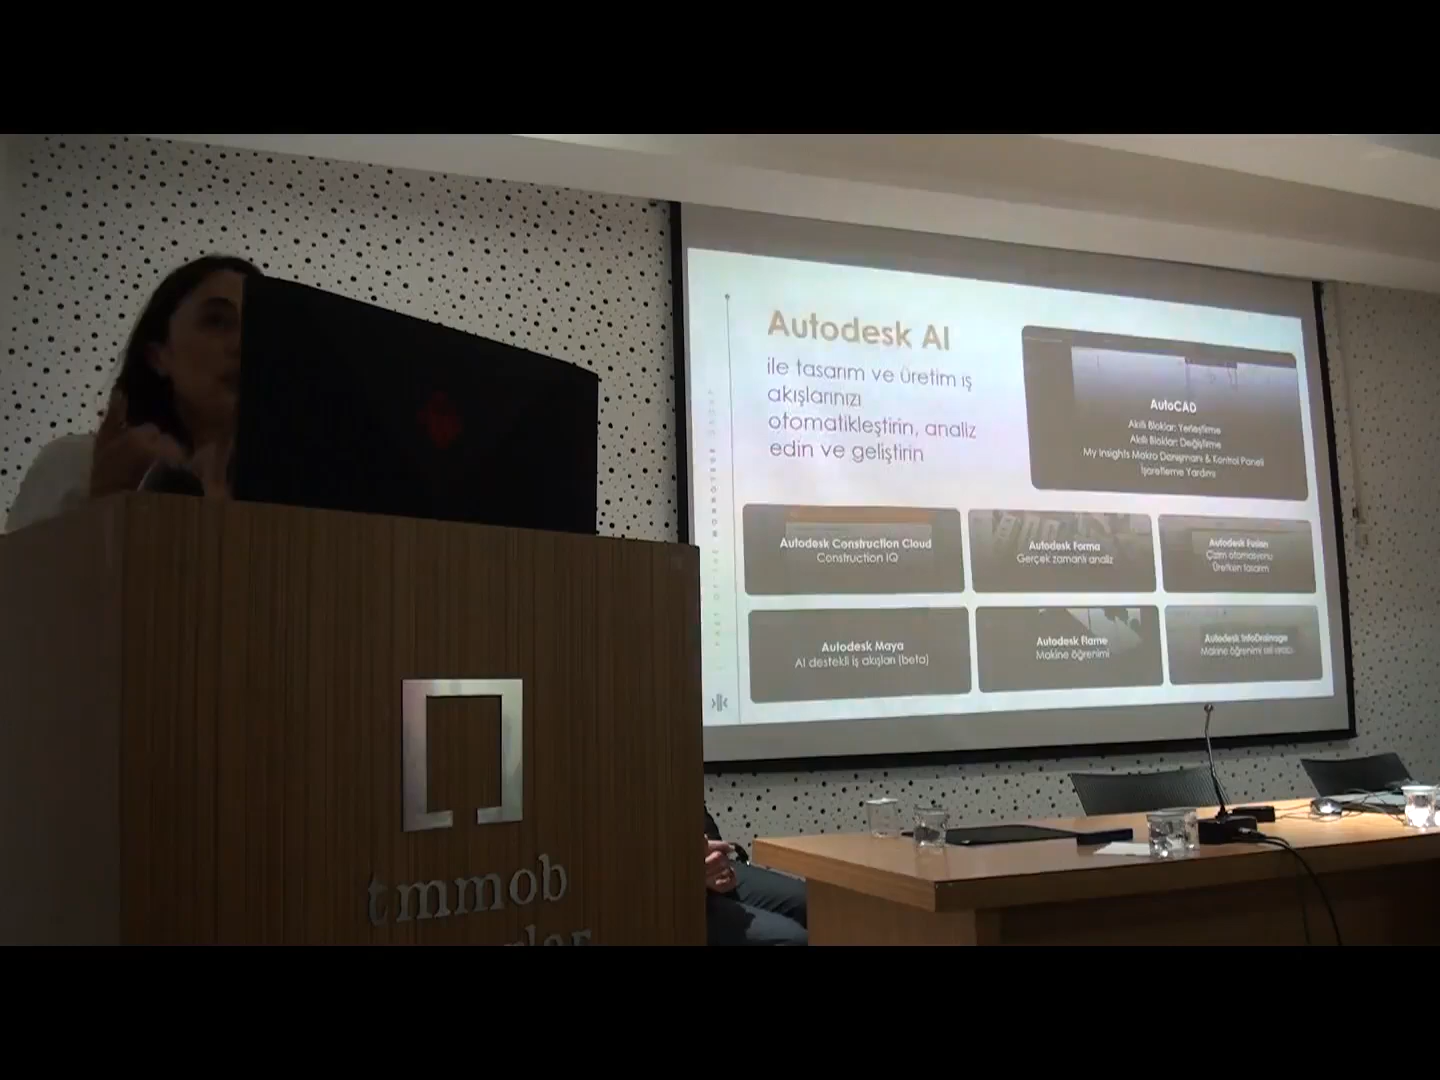 Autodesk AI
ile tasarım ve üretim iş
akışlarınızı
otomatikleştirin, analiz
edin ve geliştirin
AutoCAD
Akıllı Bloklar: Yerleştirme
Akıllı Bloklar: Değiştirme
My Insights Makro Danışmanı & Kontrol Paneli
İşaretleme Yardımı
Autodesk Construction Cloud
Construction IQ
Autodesk Forma
Gerçek zamanlı analiz
Autodesk Fusion
Çizim otomasyonu
Üretken tasarım
Autodesk Maya
AI destekli iş akışları (beta)
Autodesk Flame
Makine öğrenimi
Autodesk InfoDrainage
Makine öğrenimi
tmmob